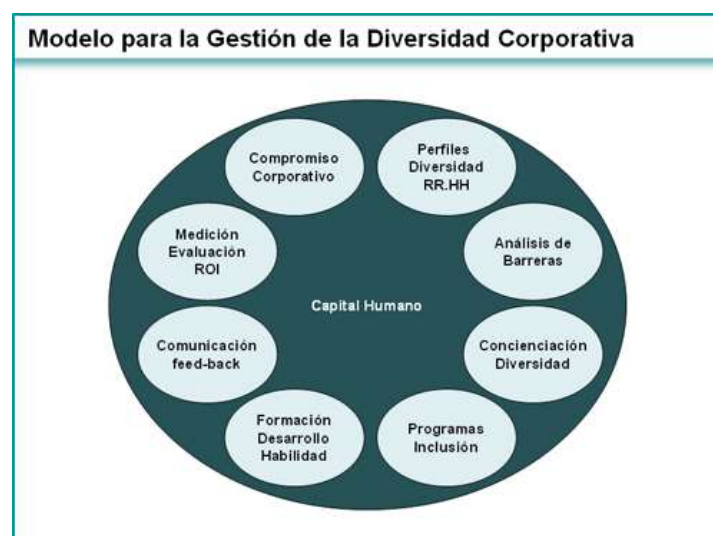 Modelo para la Gestión de la Diversidad Corporativa
Compromiso
Corporativo
Perfiles
Diversidad
RR.HH
Medición
Evaluación
ROI
Análisis de
Barreras
Capital Humano
Comunicación
feed-back
Concienciación
Diversidad
Formación
Desarrollo
Habilidad
Programas
Inclusión